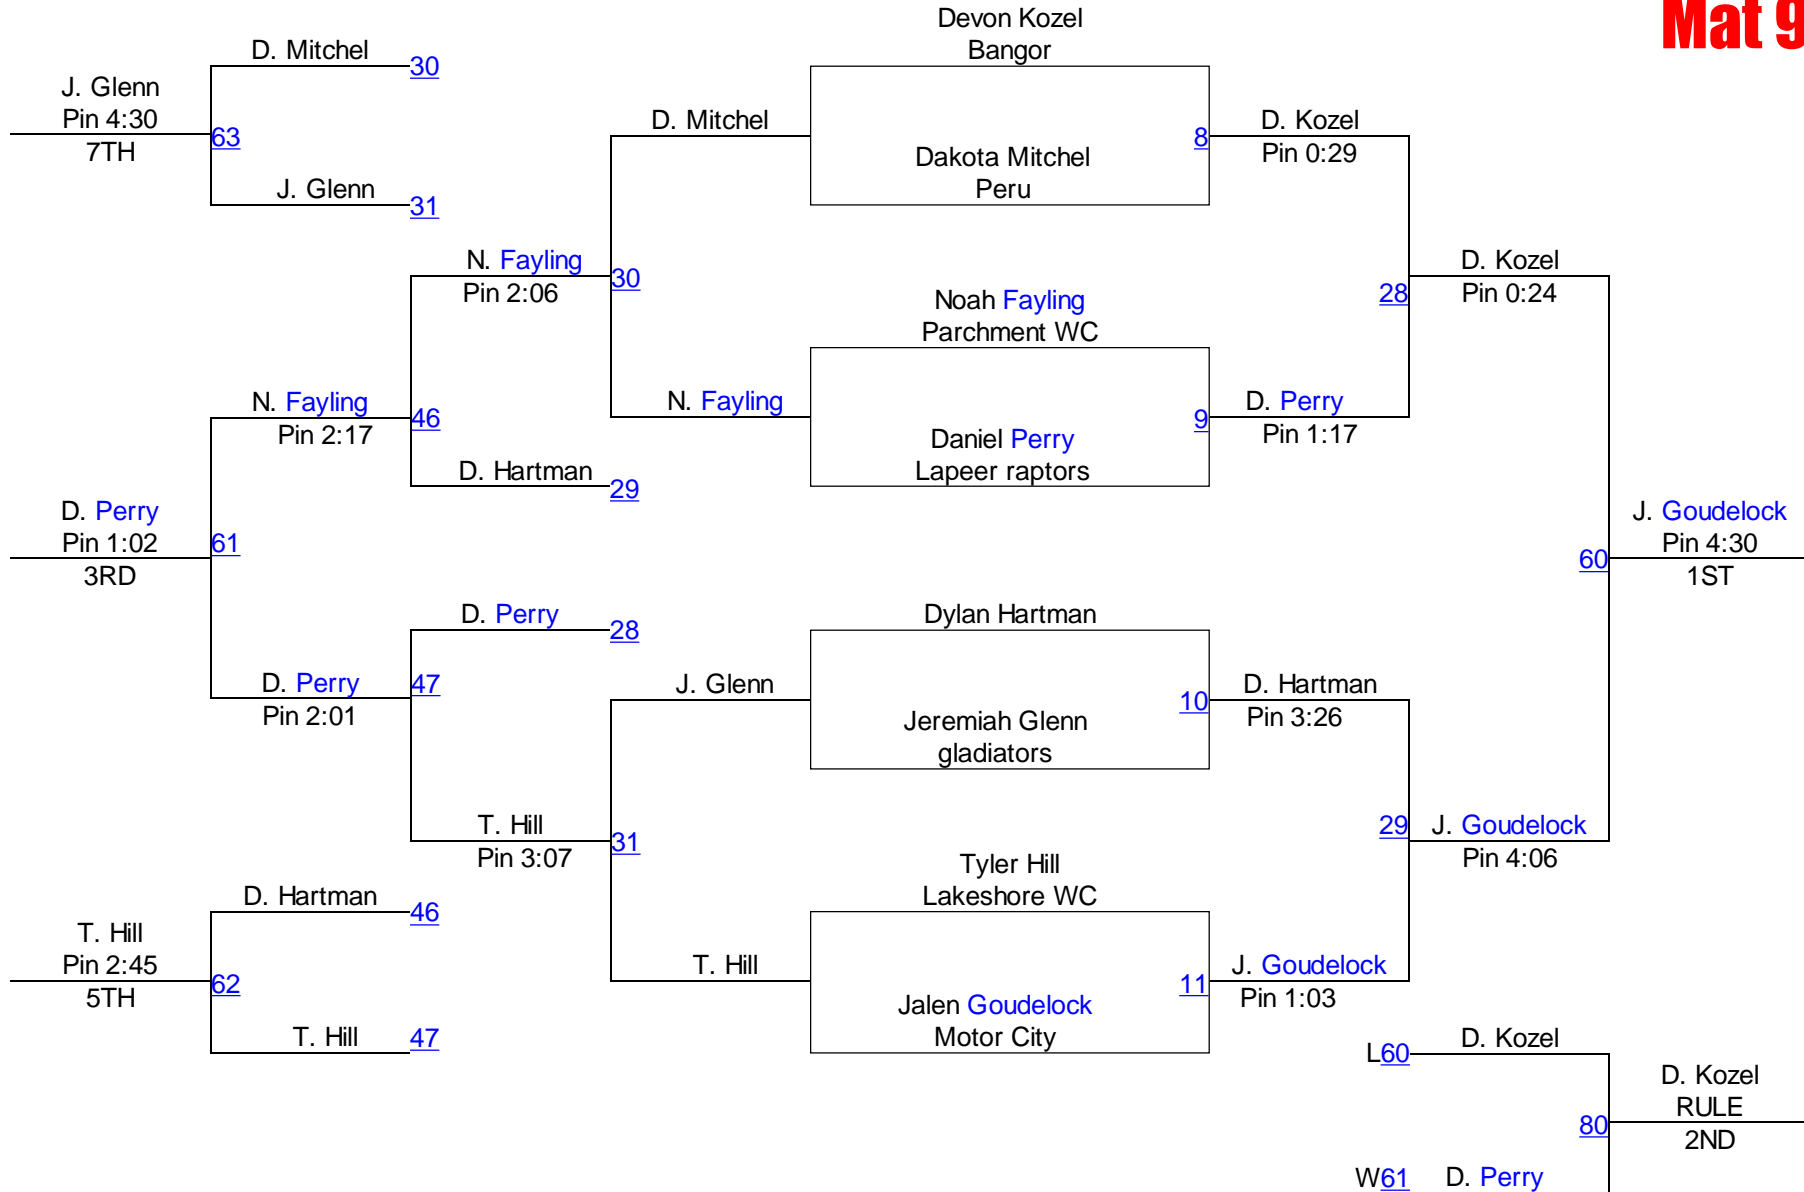 Mat 9
Devon Kozel
Bangor
D. Mitchel
30
J. Glenn
Pin 4:30
7TH
63
J. Glenn
31
D. Mitchel
8
D. Kozel
Pin 0:29
Dakota Mitchel
Peru
N. Fayling
Pin 2:06
30
Noah Fayling
Parchment WC
28
D. Kozel
Pin 0:24
N. Fayling
Pin 2:17
46
N. Fayling
9
D. Perry
Pin 1:17
Daniel Perry
Lapeer raptors
D. Hartman
29
D. Perry
Pin 1:02
3RD
61
60
J. Goudelock
Pin 4:30
1ST
D. Perry
28
Dylan Hartman
D. Perry
Pin 2:01
47
J. Glenn
10
D. Hartman
Pin 3:26
Jeremiah Glenn
gladiators
T. Hill
Pin 3:07
31
29
J. Goudelock
Pin 4:06
Tyler Hill
Lakeshore WC
D. Hartman
46
T. Hill
Pin 2:45
5TH
62
T. Hill
47
T. Hill
11
J. Goudelock
Pin 1:03
Jalen Goudelock
Motor City
L60
D. Kozel
80
D. Kozel
RULE
2ND
W61
D. Perry